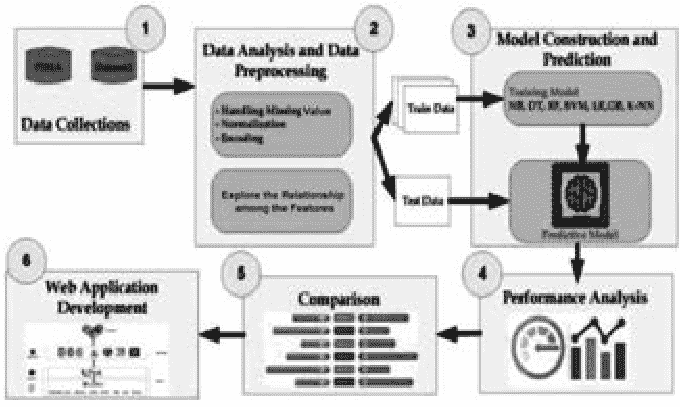 1
Data Collections
2
Data Analysis and Data
Preprocessing
• Handling Missing Value
• Normalization
• Encoding
Explore the Relationship
among the Features
Train Data
Test Data
3
Model Construction and
Prediction
Training Model
NB, DT, RF, SVM, LR, GB, K-NN
Predictive Model
4
Performance Analysis
5
Comparison
6
Web Application
Development